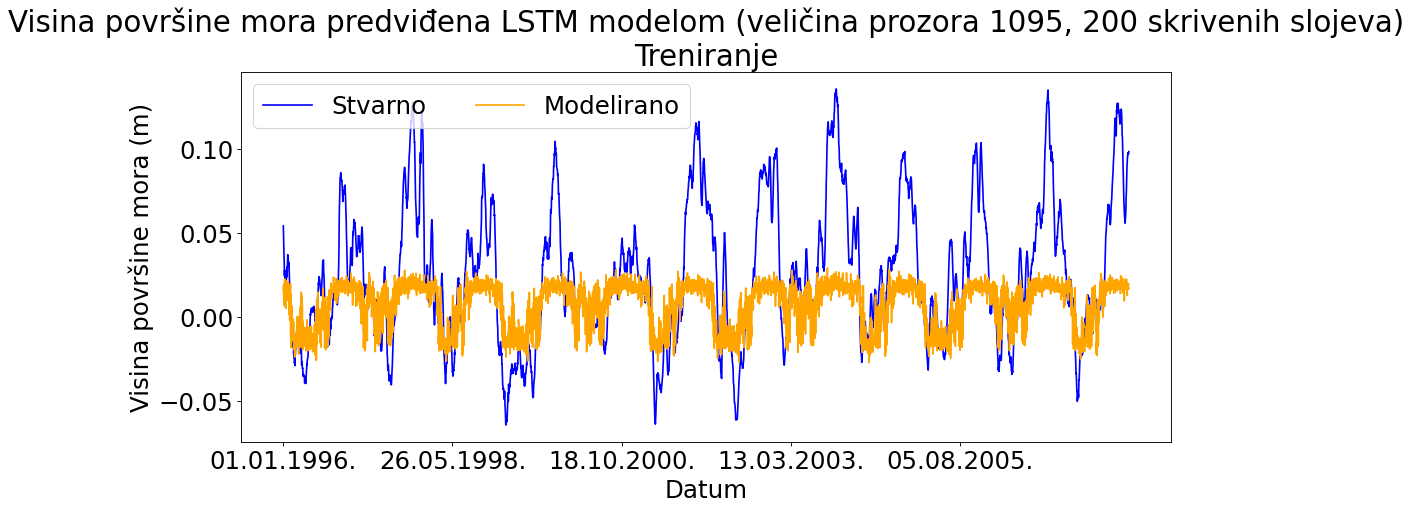 Visina površine mora predviđena LSTM modelom (veličina prozora 1095, 200 skrivenih slojeva)
Treniranje
Stvarno Modelirano
Visina površine mora (m)
0.10
0.05
0.00
−0.05
01.01.1996. 26.05.1998. 18.10.2000. 13.03.2003. 05.08.2005.
Datum